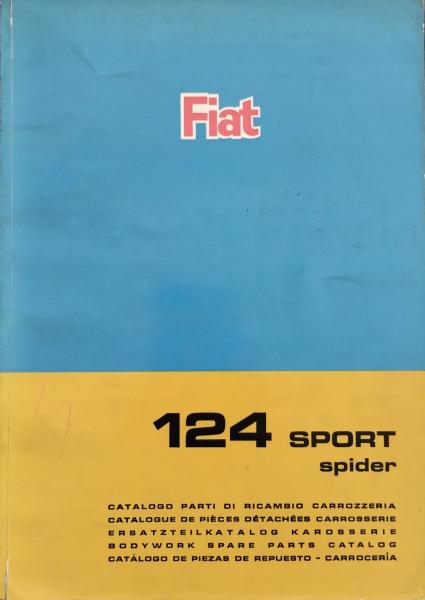 Fiat
124 SPORT
spider
CATALOGO PARTI DI RICAMBIO CARROZZERIA
CATALOGUE DE PIÈCES DÉTACHÉES CARROSSERIE
ERSATZTEILKATALOG KAROSSERIE
BODYWORK SPARE PARTS CATALOG
CATÁLOGO DE PIEZAS DE REPUESTO - CARROCERÍA